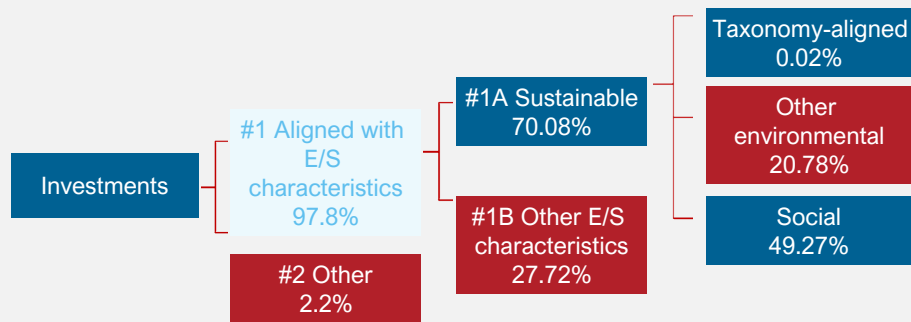 Investments
#1 Aligned with
E/S
characteristics
97.8%
#2 Other
2.2%
#1A Sustainable
70.08%
#1B Other E/S
characteristics
27.72%
Taxonomy-aligned
0.02%
Other
environmental
20.78%
Social
49.27%